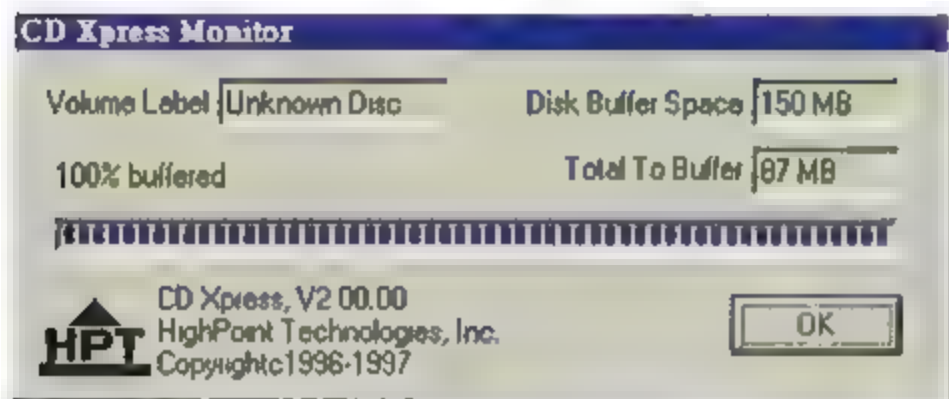 CD Xpress Monitor
Volume Label: Unknown Disc
Disk Buffer Space 150 MB
100% buffered
Total To Buffer 87 MB
CD Xpress, V2 00.00
HPT
HighPoint Technologies, Inc.
Copyrightc1996-1997
OK